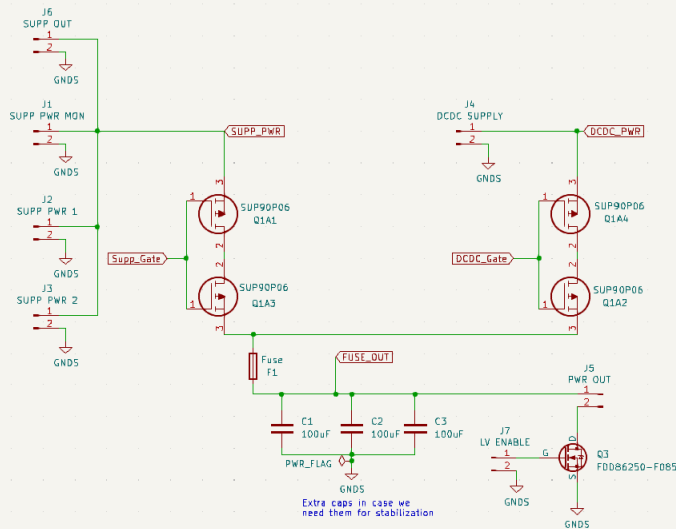 J6
SUPP OUT
1
2
GNDS
J1
SUPP PWR MON
1
2
GNDS
SUPP_PWR
J4
DCDC SUPPLY
1
2
GNDS
DCDC_PWR
J2
SUPP PWR 1
1
2
GNDS
3
1
SUP90P06
Q1A1
2
Supp_Gate
2
SUP90P06
Q1A3
1
3
3
1
SUP90P06
Q1A4
2
DCDC_Gate
2
SUP90P06
Q1A2
1
3
J3
SUPP PWR 2
1
2
GNDS
Fuse
F1
FUSE_OUT
J5
PWR OUT
1
2
C1
100uF
C2
100uF
C3
100uF
PWR_FLAG
GNDS
J7
LV ENABLE
1
2
GNDS
G
D
S
Q3
FDD86250-F085
GNDS
Extra caps in case we
need them for stabilization